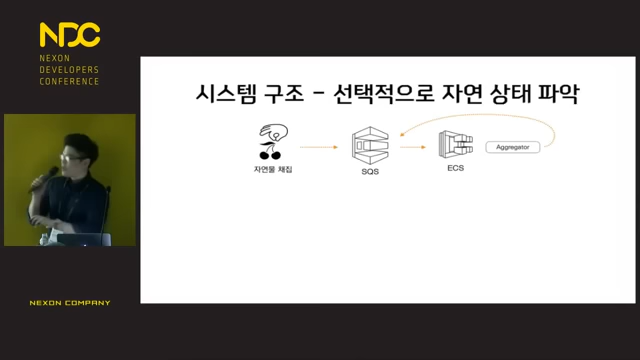 NDC
NEXON
DEVELOPERS
CONFERENCE
시스템 구조 - 선택적으로 자연 상태 파악
자연물 채집
SQS
ECS
Aggregator
NEXON COMPANY